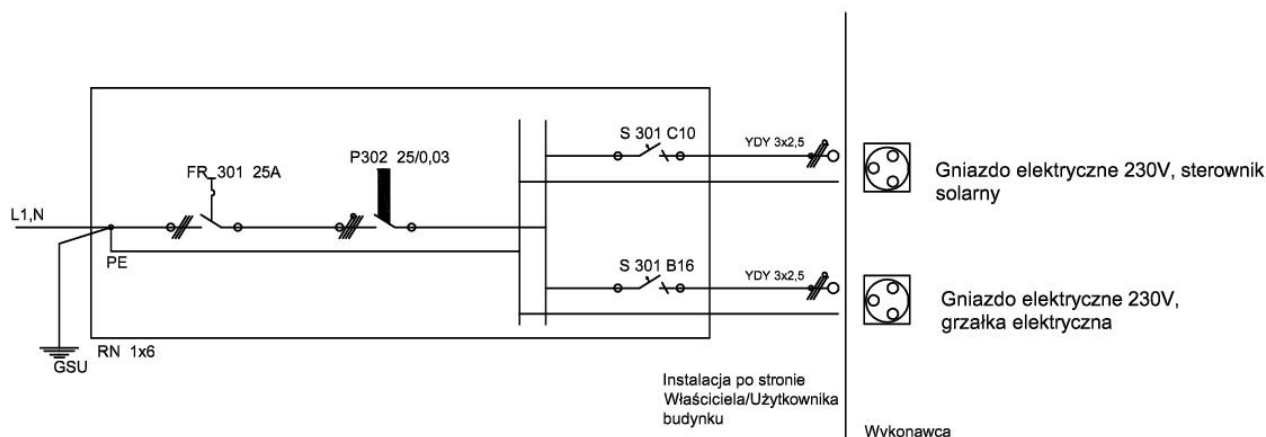 S 301 C10
YDY 3x2,5
P302 25/0,03
FR 301 25A
Gniazdo elektryczne 230V, sterownik
solarny
L1,N
PE
S 301 B16
YDY 3x2,5
Gniazdo elektryczne 230V,
grzałka elektryczna
RN 1x6
GSU
Instalacja po stronie
Właściciela/Użytkownika
budynku
Wykonawca